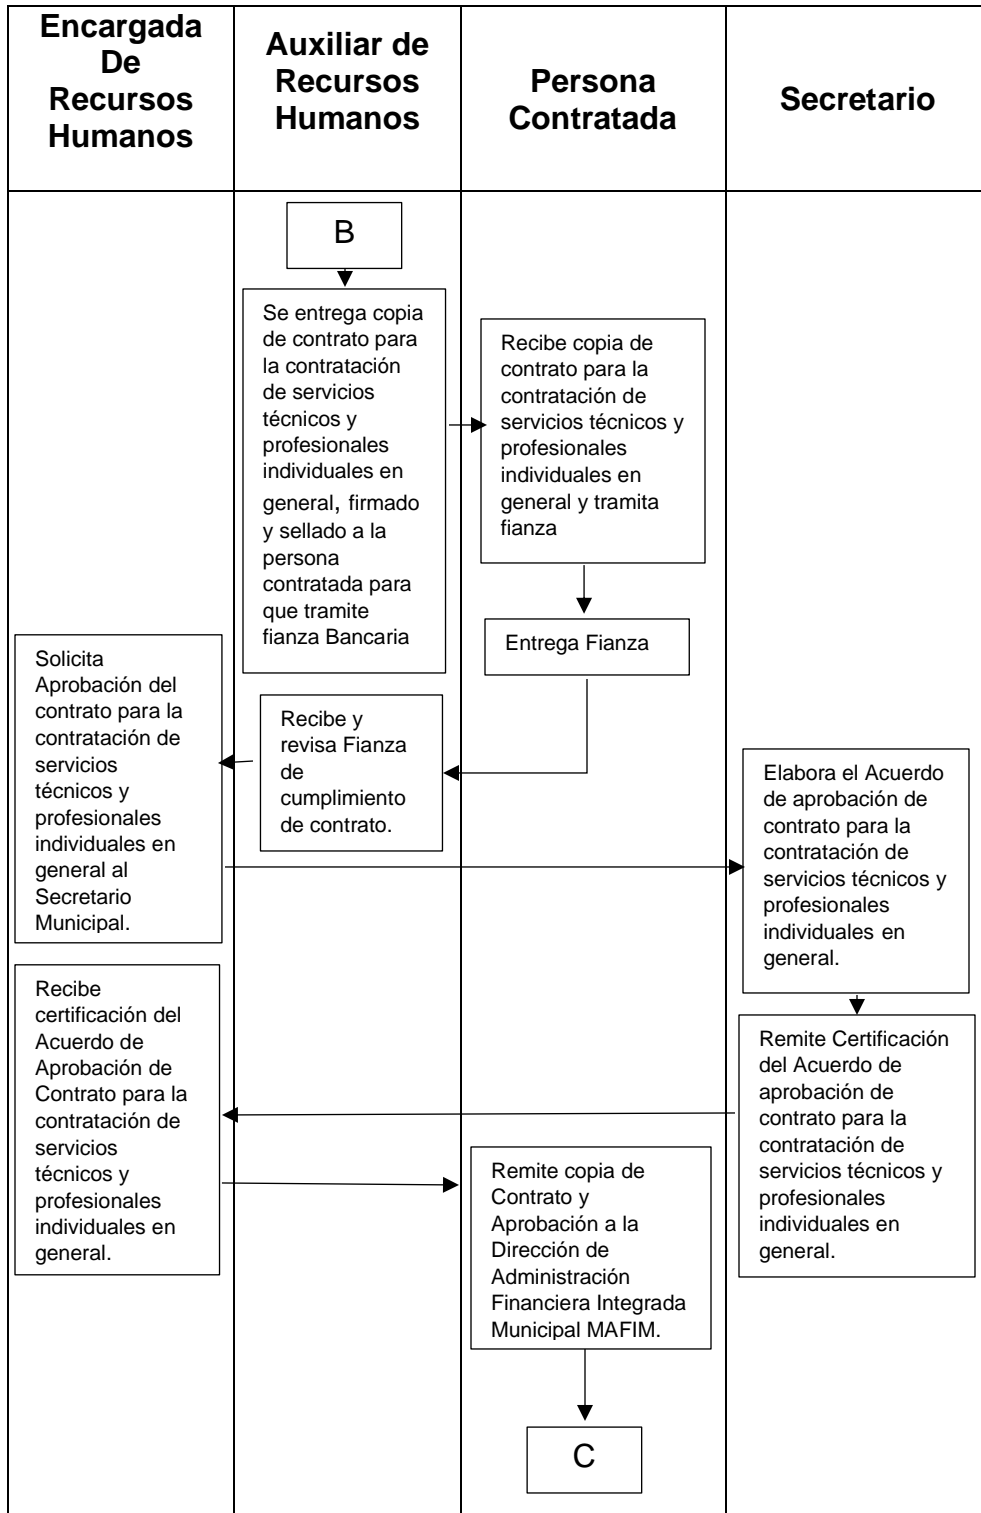 Encargada
De
Recursos
Humanos
Auxiliar de
Recursos
Humanos
Persona
Contratada
Secretario
B
Se entrega copia
de contrato para
la contratación
de servicios
técnicos y
profesionales
individuales en
general, firmado
y sellado a la
persona
contratada para
que tramite
fianza Bancaria
Recibe copia de
contrato para la
contratación de
servicios técnicos y
profesionales
individuales en
general y tramita
fianza
Entrega Fianza
Recibe y
revisa Fianza
de
cumplimiento
de contrato.
Solicita
Aprobación del
contrato para la
contratación de
servicios
técnicos y
profesionales
individuales en
general al
Secretario
Municipal.
Elabora el Acuerdo
de aprobación de
contrato para la
contratación de
servicios técnicos y
profesionales
individuales en
general.
Remite Certificación
del Acuerdo de
aprobación de
contrato para la
contratación de
servicios técnicos y
profesionales
individuales en
general.
Recibe
certificación del
Acuerdo de
Aprobación de
Contrato para la
contratación de
servicios
técnicos y
profesionales
individuales en
general.
Remite copia de
Contrato y
Aprobación a la
Dirección de
Administración
Financiera Integrada
Municipal MAFIM.
C